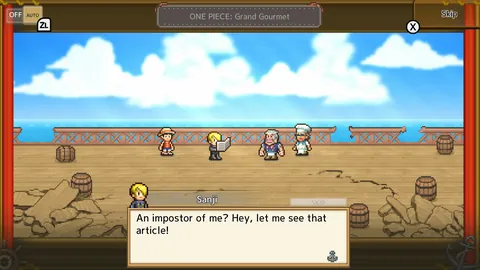 OFF AUTO
ZL
ONE PIECE: Grand Gourmet
X
Skip
Sanji
An impostor of me? Hey, let me see that
article!